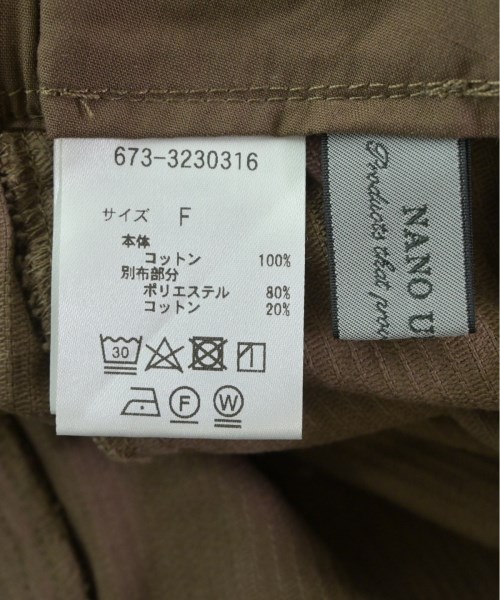 673-3230316
サイズ F
本体
コットン 100%
別布部分
ポリエステル 80%
コットン 20%
30
F W
NANO U
Products that prov